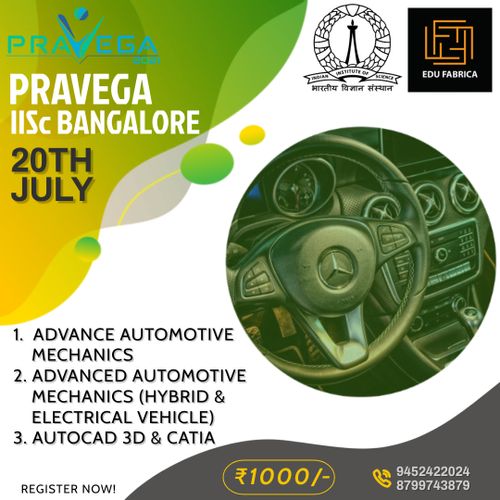 PRAVEGA
2021
INDIAN INSTITUTE OF SCIENCE
भारतीय विज्ञान संस्थान
EDU FABRICA
PRAVEGA
IISc BANGALORE
20TH
JULY
1. ADVANCE AUTOMOTIVE
MECHANICS
2. ADVANCED AUTOMOTIVE
MECHANICS (HYBRID &
ELECTRICAL VEHICLE)
3. AUTOCAD 3D & CATIA
REGISTER NOW!
₹1000/-
9452422024
8799743879